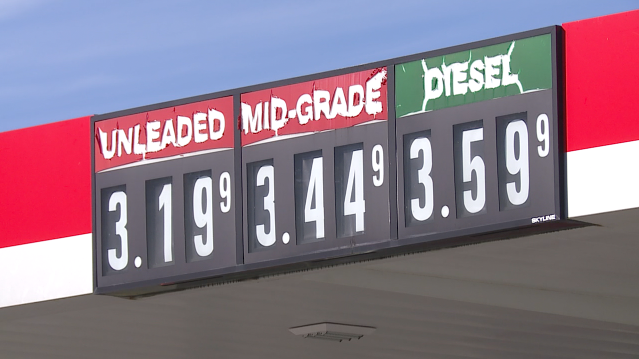 UNLEADED MID-GRADE DIESEL
3.19 9 3.44 9 3.59 9
SKYLINE